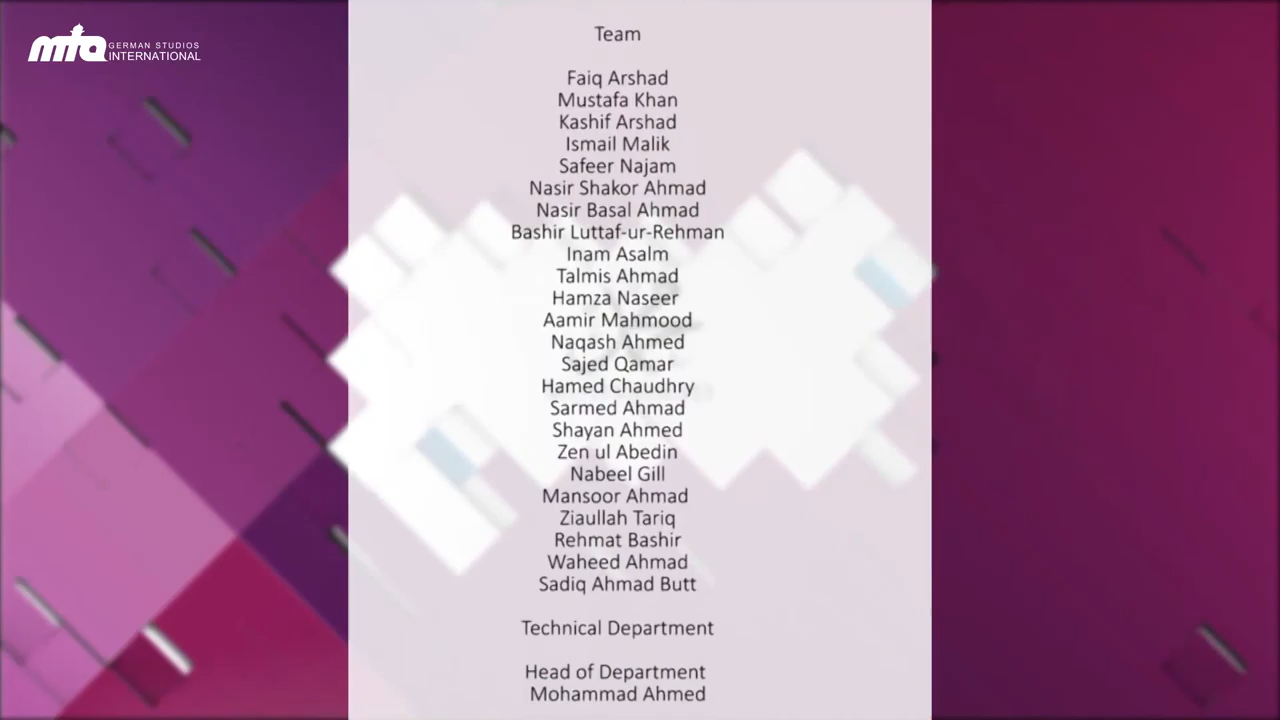 mta
GERMAN STUDIOS
INTERNATIONAL
Team
Faiq Arshad
Mustafa Khan
Kashif Arshad
Ismail Malik
Safeer Najam
Nasir Shakor Ahmad
Nasir Basal Ahmad
Bashir Luttaf-ur-Rehman
Inam Asalm
Talmis Ahmad
Hamza Naseer
Aamir Mahmood
Naqash Ahmed
Sajed Qamar
Hamed Chaudhry
Sarmed Ahmad
Shayan Ahmed
Zen ul Abedin
Nabeel Gill
Mansoor Ahmad
Ziaullah Tariq
Rehmat Bashir
Waheed Ahmad
Sadiq Ahmad Butt
Technical Department
Head of Department
Mohammad Ahmed